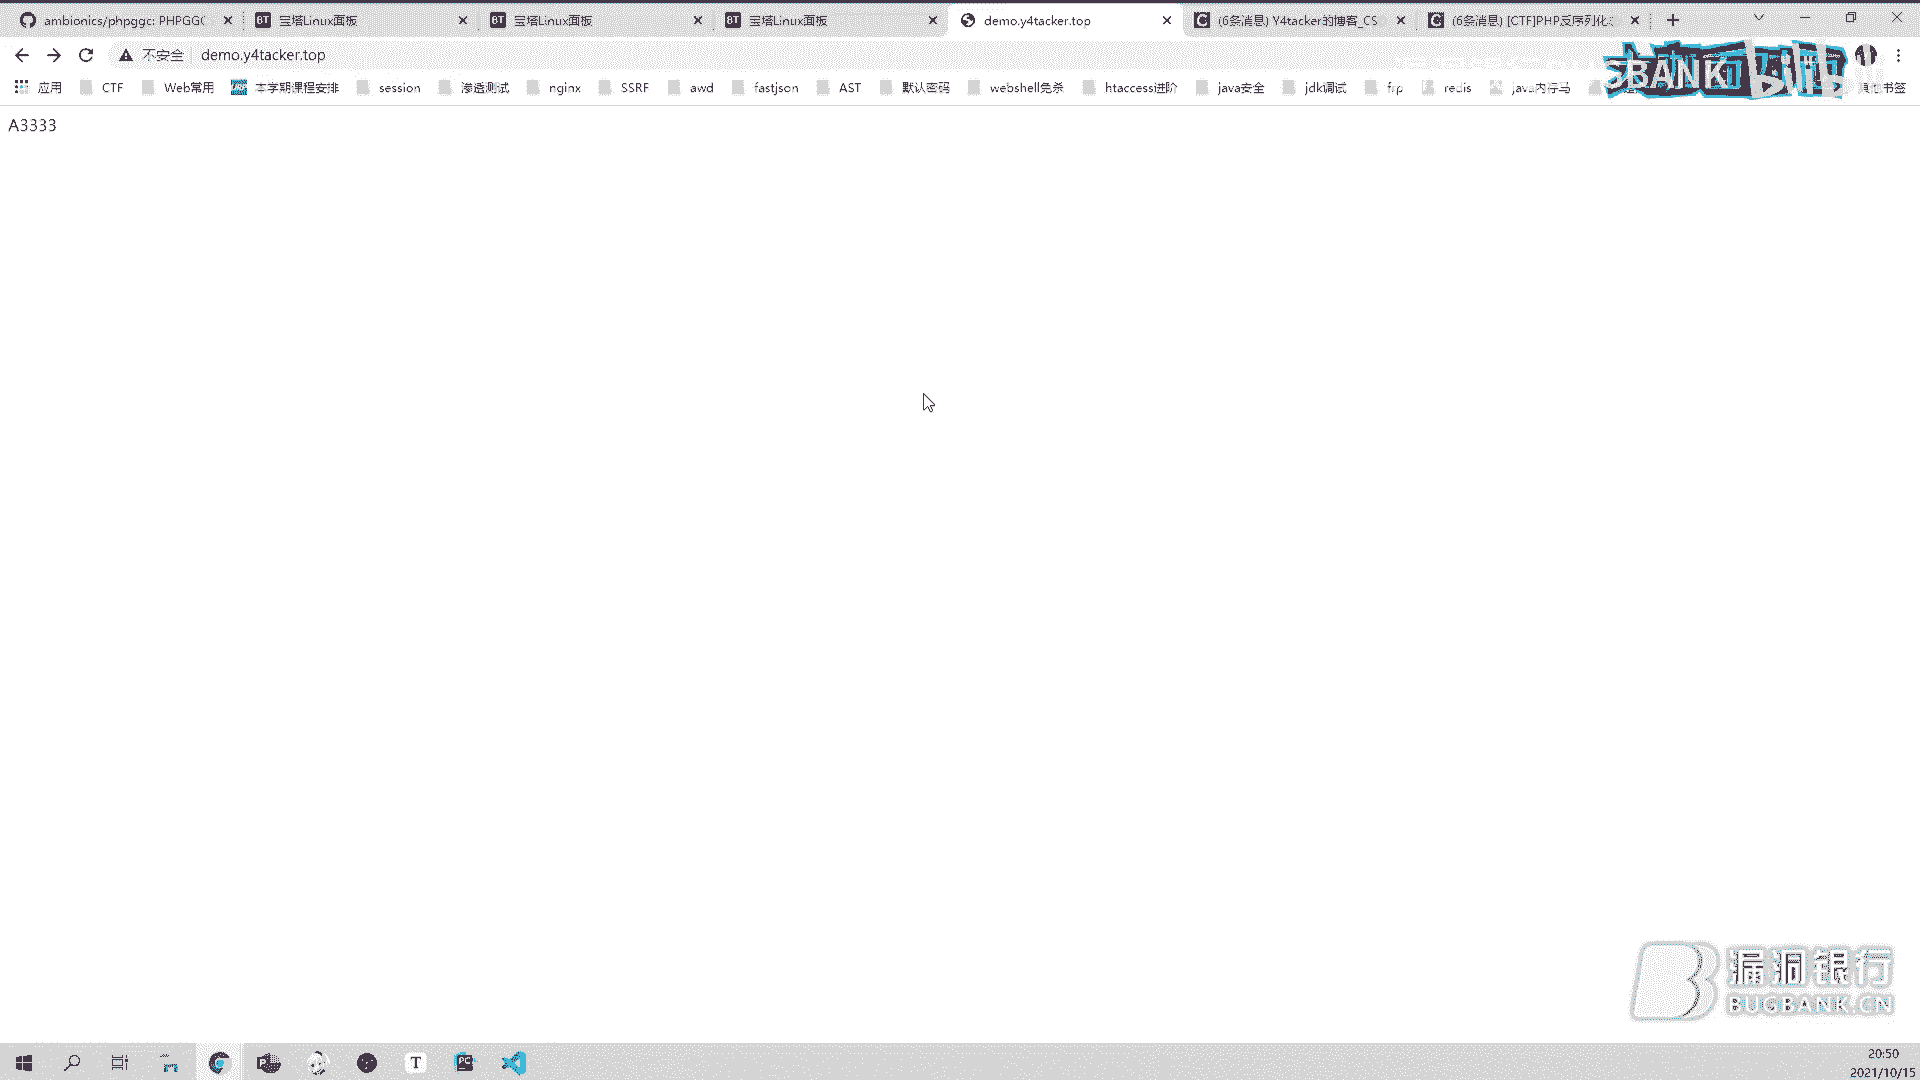 ambionics/phpggc: PHPGGC
宝塔Linux面板
宝塔Linux面板
宝塔Linux面板
demo.y4tacker.top
(6条消息) Y4tacker的博客_CS
(6条消息) [CTF]PHP反序列化
不安全
demo.y4tacker.top
SBANK bilibili
应用 CTF Web常用 本学期课程安排 session 渗透测试 nginx SSRF awd fastjson AST 默认密码 webshell免杀 htaccess进阶 java安全 jdk调试 frp redis java内存马 其他书签
A3333
漏洞银行
BUGBANK.CN
20:50
2021/10/15